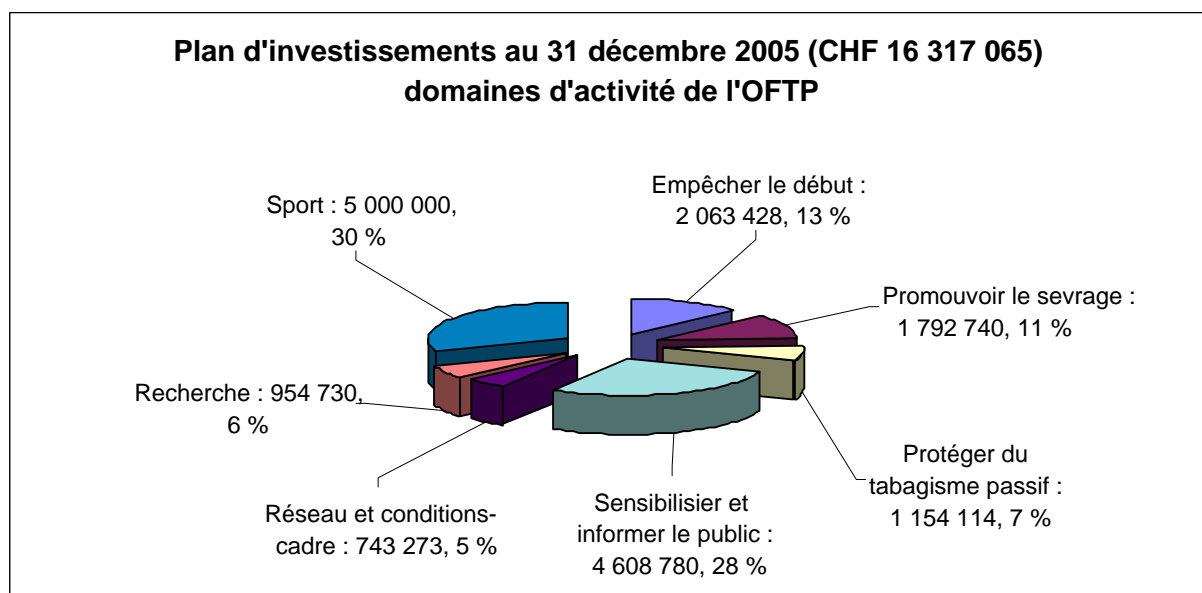 Plan d'investissements au 31 décembre 2005 (CHF 16 317 065)
domaines d'activité de l'OFTP
Empêcher le début :
2 063 428, 13 %
Sport : 5 000 000,
30 %
Promouvoir le sevrage :
1 792 740, 11 %
Recherche : 954 730,
6 %
Protéger du
tabagisme passif :
1 154 114, 7 %
Sensibilisier et
informer le public :
4 608 780, 28 %
Réseau et conditions-
cadre : 743 273, 5 %